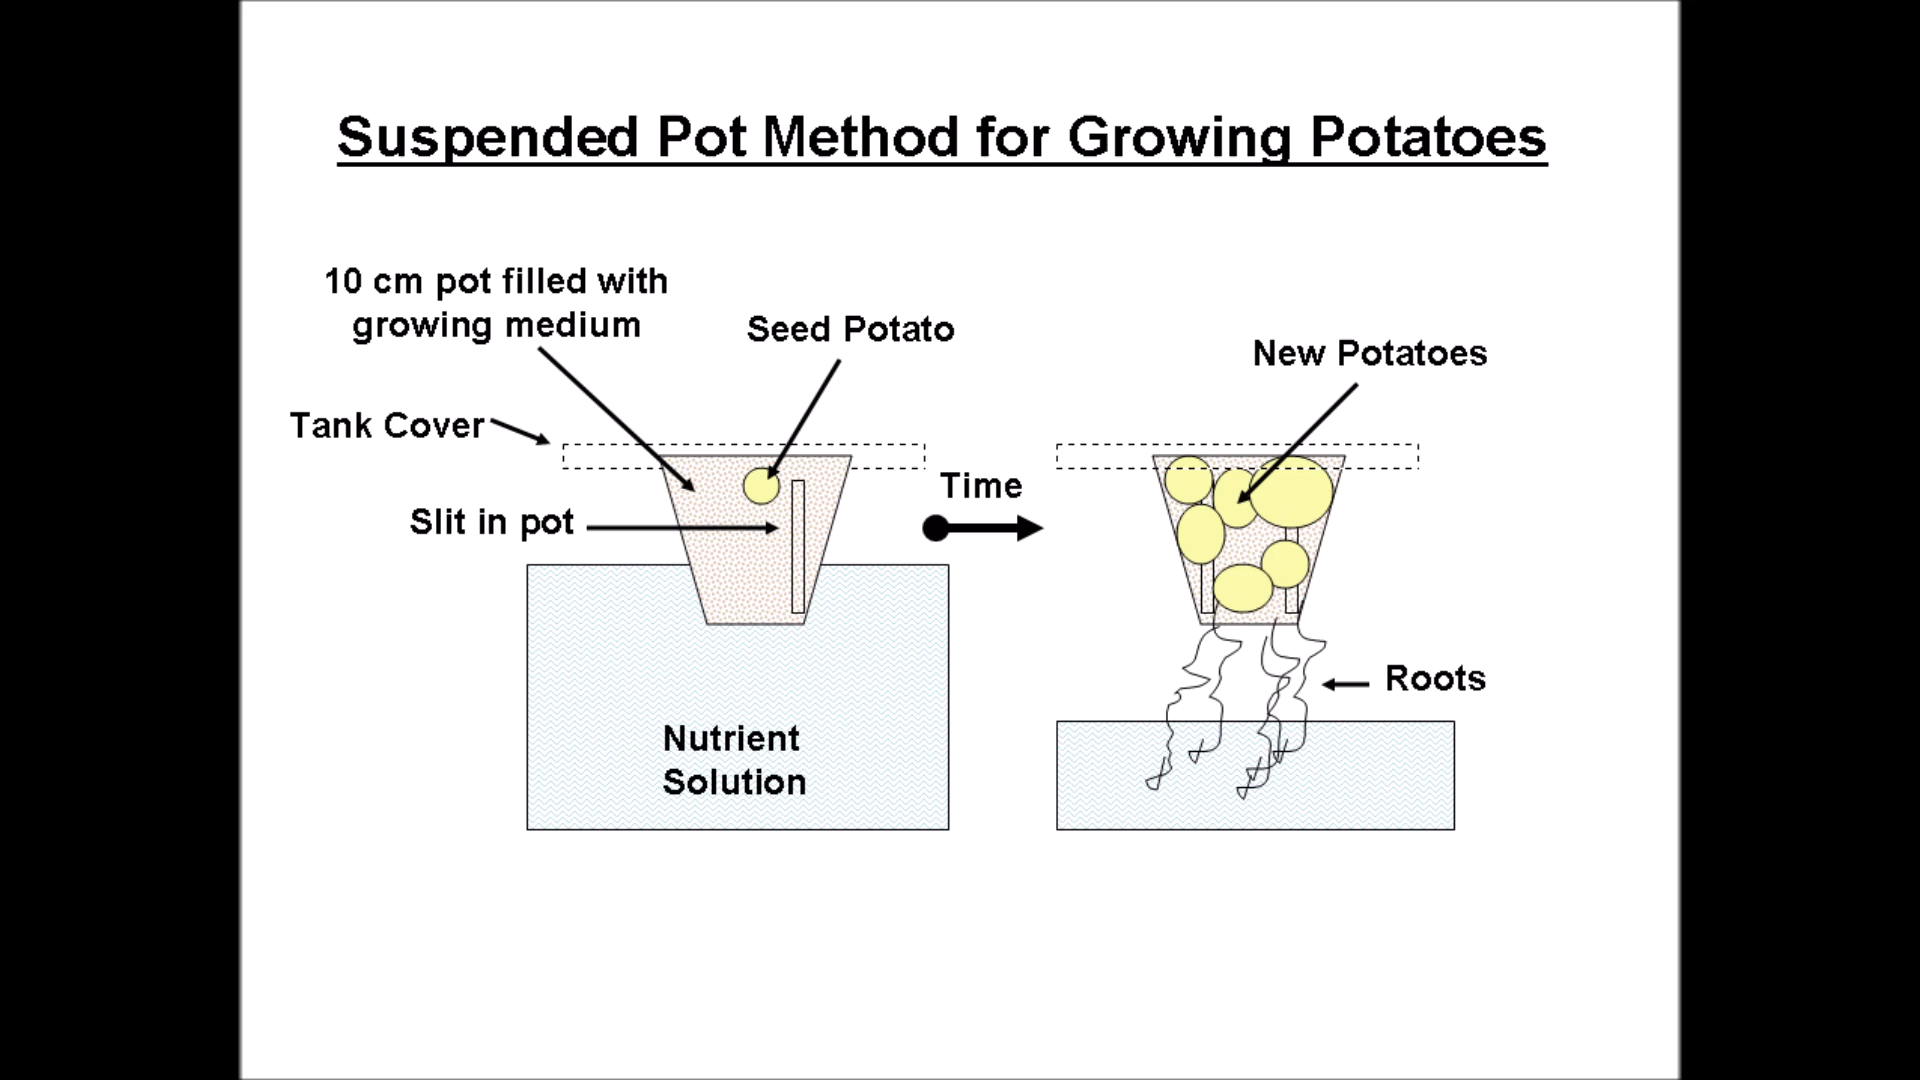 Suspended Pot Method for Growing Potatoes
10 cm pot filled with
growing medium
Seed Potato
New Potatoes
Tank Cover
Time
Slit in pot
Roots
Nutrient
Solution